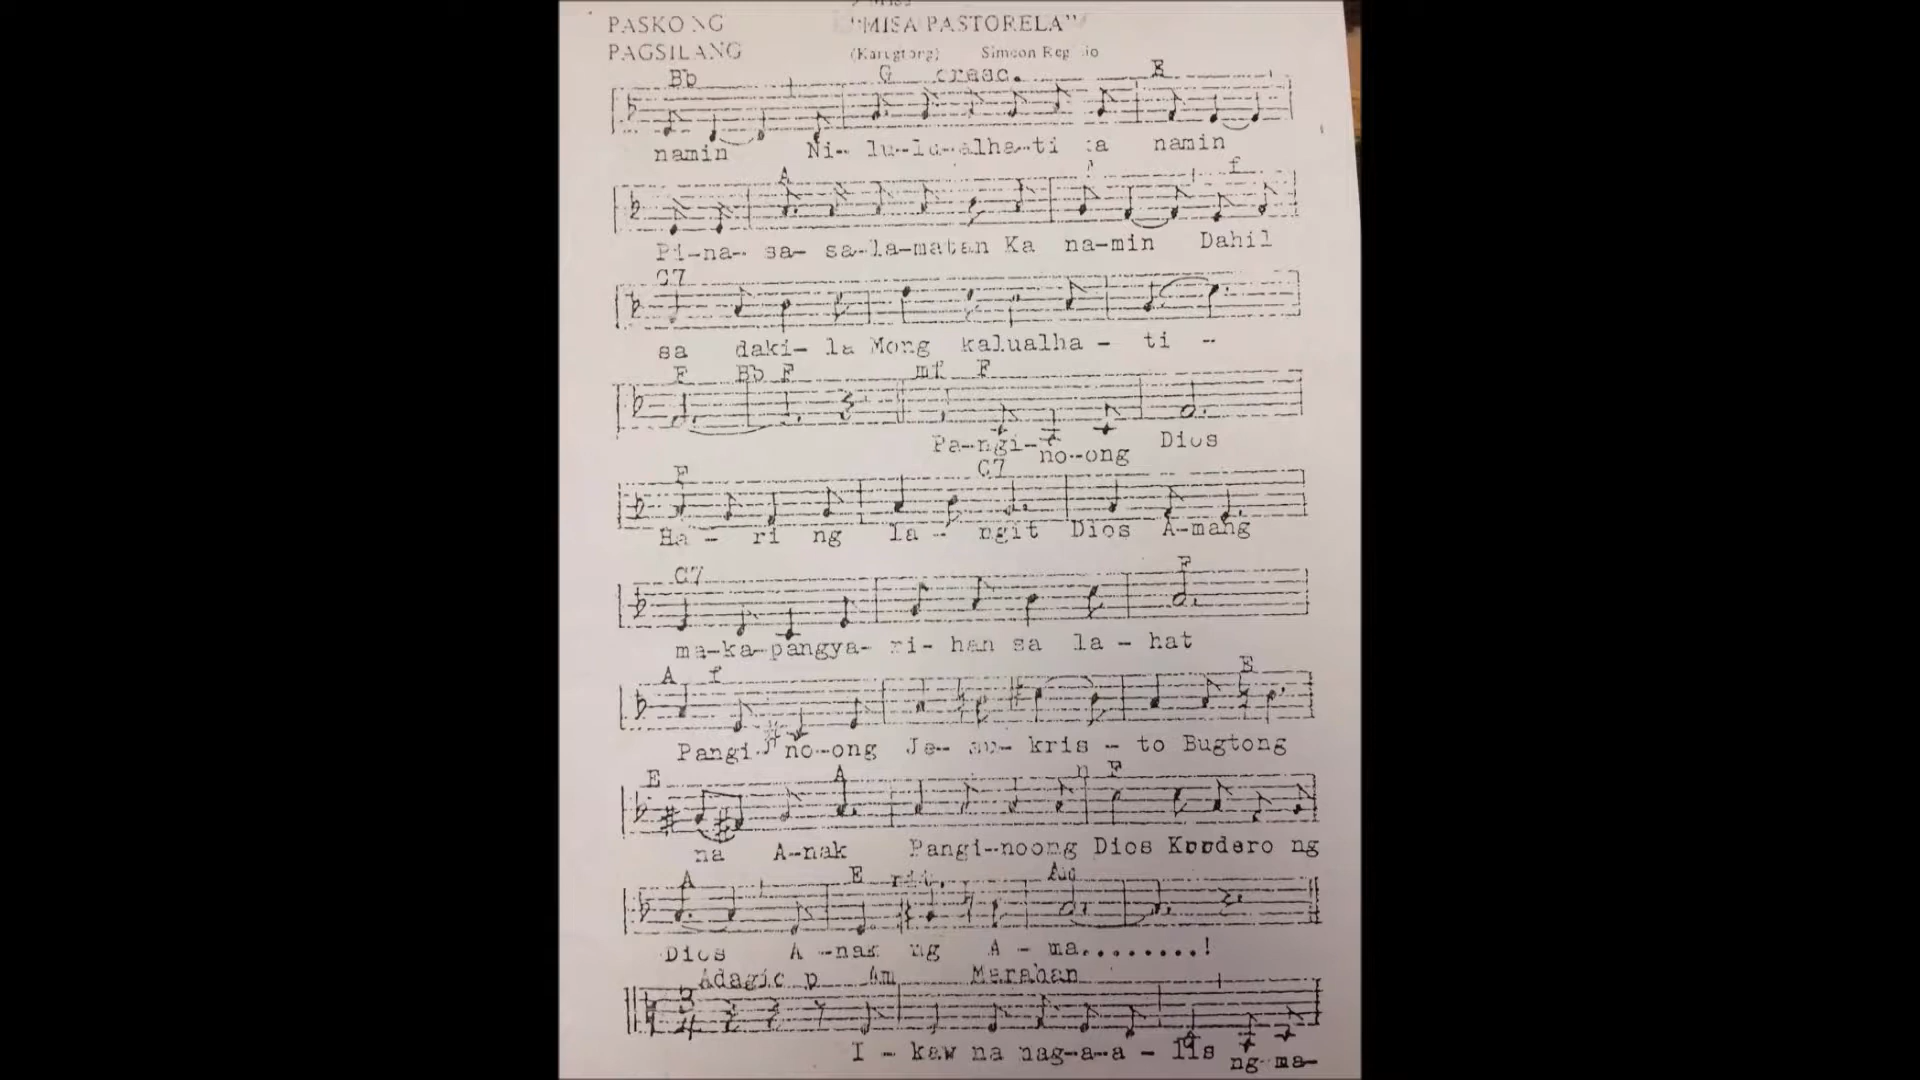 PASKO NG
PAGSILANG
"MISA PASTORELA"
(Karugtong) Simeon
Bb G cresc.
namin Ni- lu-lu-alha-ti namin
A f
Pi-na- sa- sa-la-matan Ka na-min Dahil
C7
sa daki- la Mong kalualha - ti -
F Bb F mf F
Pa-ngi- no-ong Dios
F C7
Ha - ri ng la - ngit Dios A-mang
C7 F
ma-ka-pangya- ri- han sa la - hat
A f E
Pangi- no-ong Je- su- kris - to Bugtong
E A F
na A-nak Pangi-noong Dios Kordero ng
A E rit.
Dios A -nak ng A - ma........!
Adagio p Am Marahan
3
4
I - kaw na nag-a-a - lis ng ma-